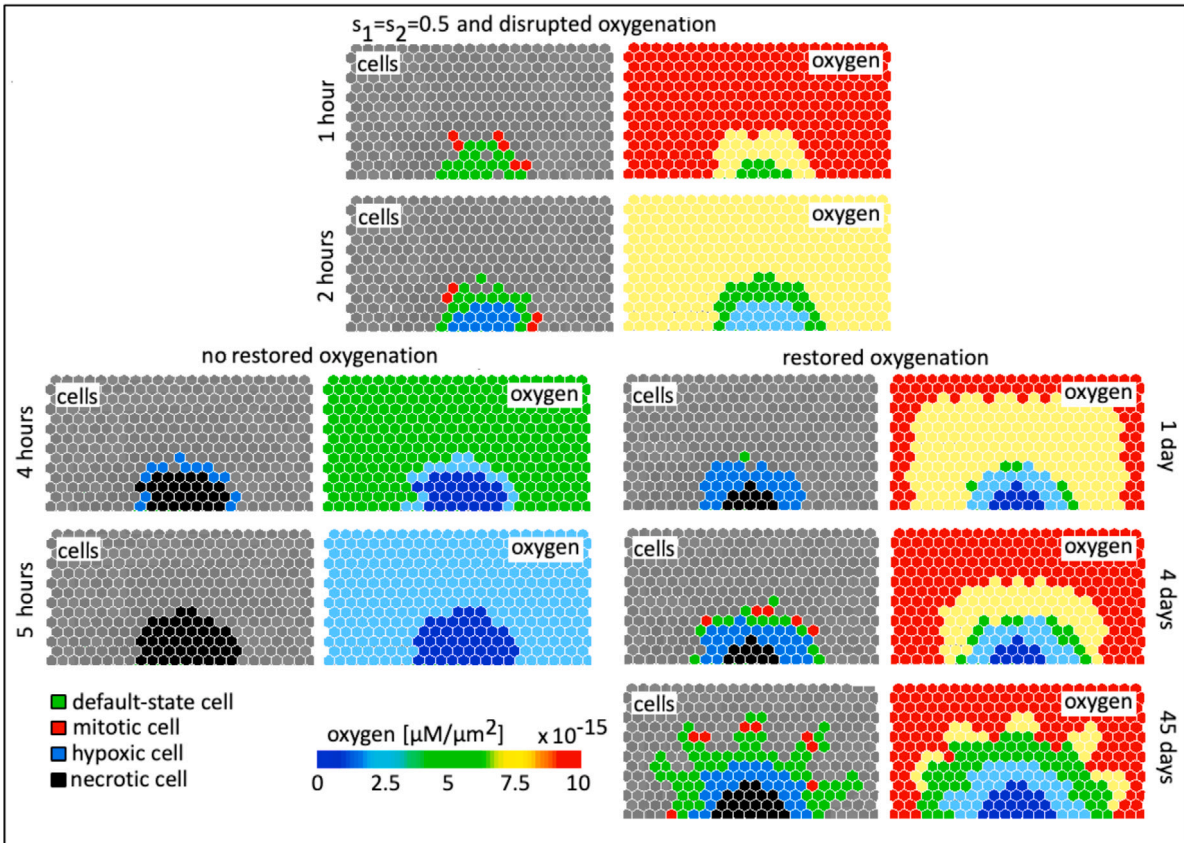 s₁=s₂=0.5 and disrupted oxygenation
cells
oxygen
1 hour
cells
oxygen
2 hours
no restored oxygenation
restored oxygenation
cells
oxygen
4 hours
cells
oxygen
1 day
cells
oxygen
5 hours
cells
oxygen
4 days
cells
oxygen
45 days
default-state cell
mitotic cell
hypoxic cell
necrotic cell
oxygen [µM/µm²] x 10⁻¹⁵
0 2.5 5 7.5 10